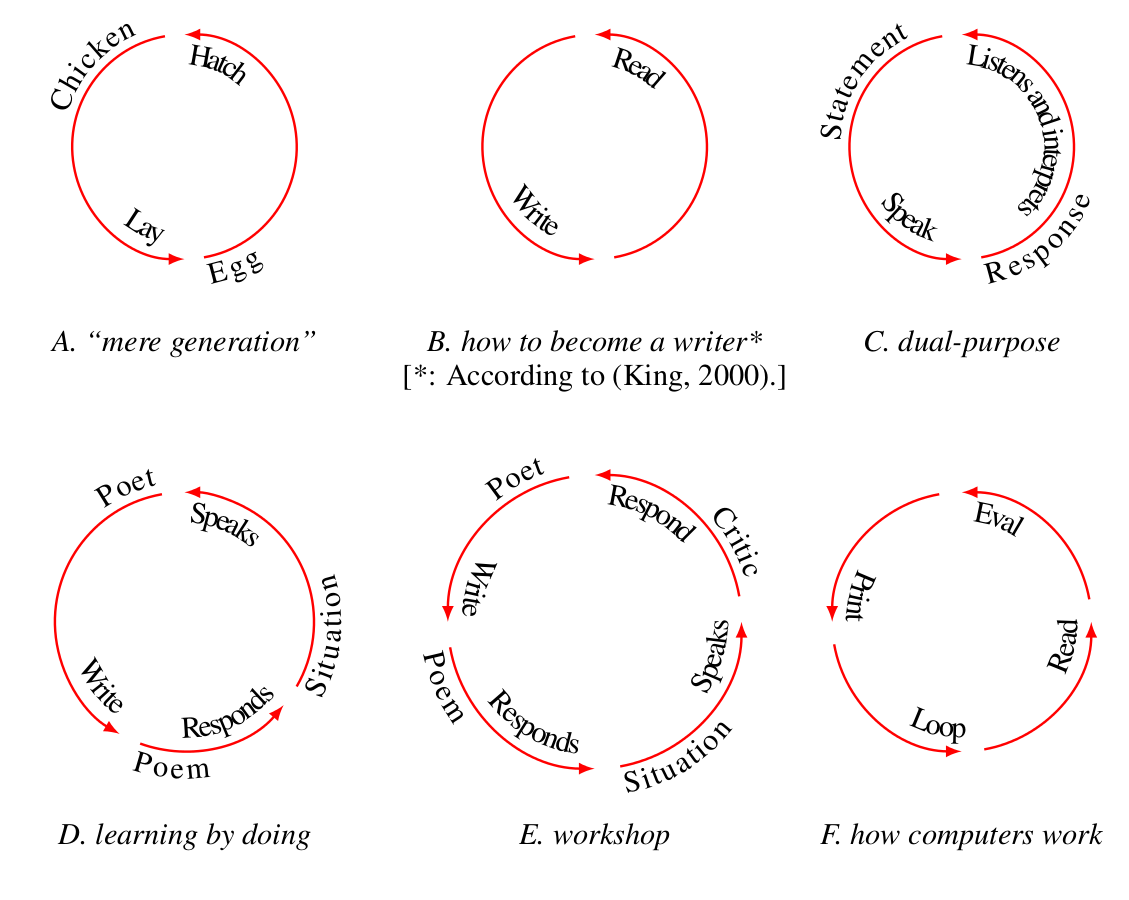 Chicken
Hatch
Lay
Egg
A. “mere generation”
Read
Write
B. how to become a writer*
[*: According to (King, 2000).]
Statement
Listens and interprets
Speak
Response
C. dual-purpose
Poet
Speaks
Situation
Write
Responds
Poem
D. learning by doing
Poet
Respond
Critic
Write
Speaks
Poem
Responds
Situation
E. workshop
Eval
Print
Read
Loop
F. how computers work